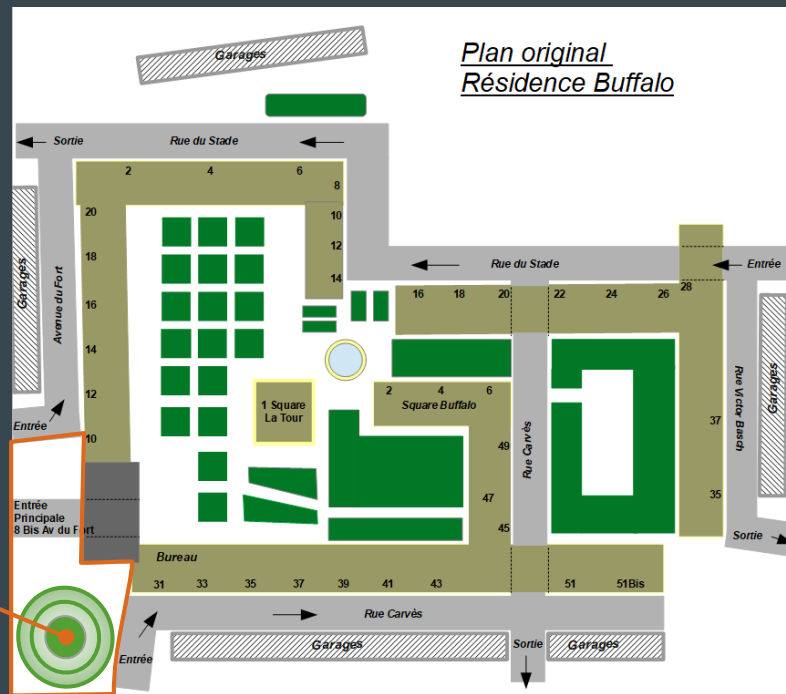 Plan original
Résidence Buffalo
Garages
Sortie
Rue du Stade
2
4
6
8
10
12
14
20
18
16
14
12
10
Garages
Avenue du Fort
Entrée
Rue du Stade
Entrée
16
18
20
22
24
26
28
1 Square
La Tour
2
4
6
Square Buffalo
49
47
45
Rue Carvès
37
35
Rue Victor Basch
Garages
Sortie
Entrée
Principale
8 Bis Av du Fort
Bureau
31
33
35
37
39
41
43
51
51Bis
Rue Carvès
Entrée
Garages
Sortie
Garages